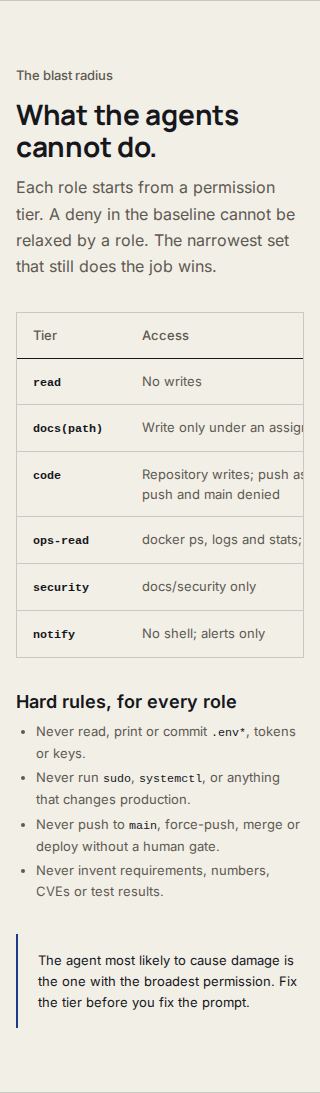 The blast radius
What the agents
cannot do.
Each role starts from a permission
tier. A deny in the baseline cannot be
relaxed by a role. The narrowest set
that still does the job wins.
Tier Access
read No writes
docs(path) Write only under an
code Repository writes; push
push and main denied
ops-read docker ps, logs and stats;
security docs/security only
notify No shell; alerts only
Hard rules, for every role
• Never read, print or commit .env*, tokens
or keys.
• Never run sudo, systemctl, or anything
that changes production.
• Never push to main, force-push, merge or
deploy without a human gate.
• Never invent requirements, numbers,
CVEs or test results.
The agent most likely to cause damage is
the one with the broadest permission. Fix
the tier before you fix the prompt.